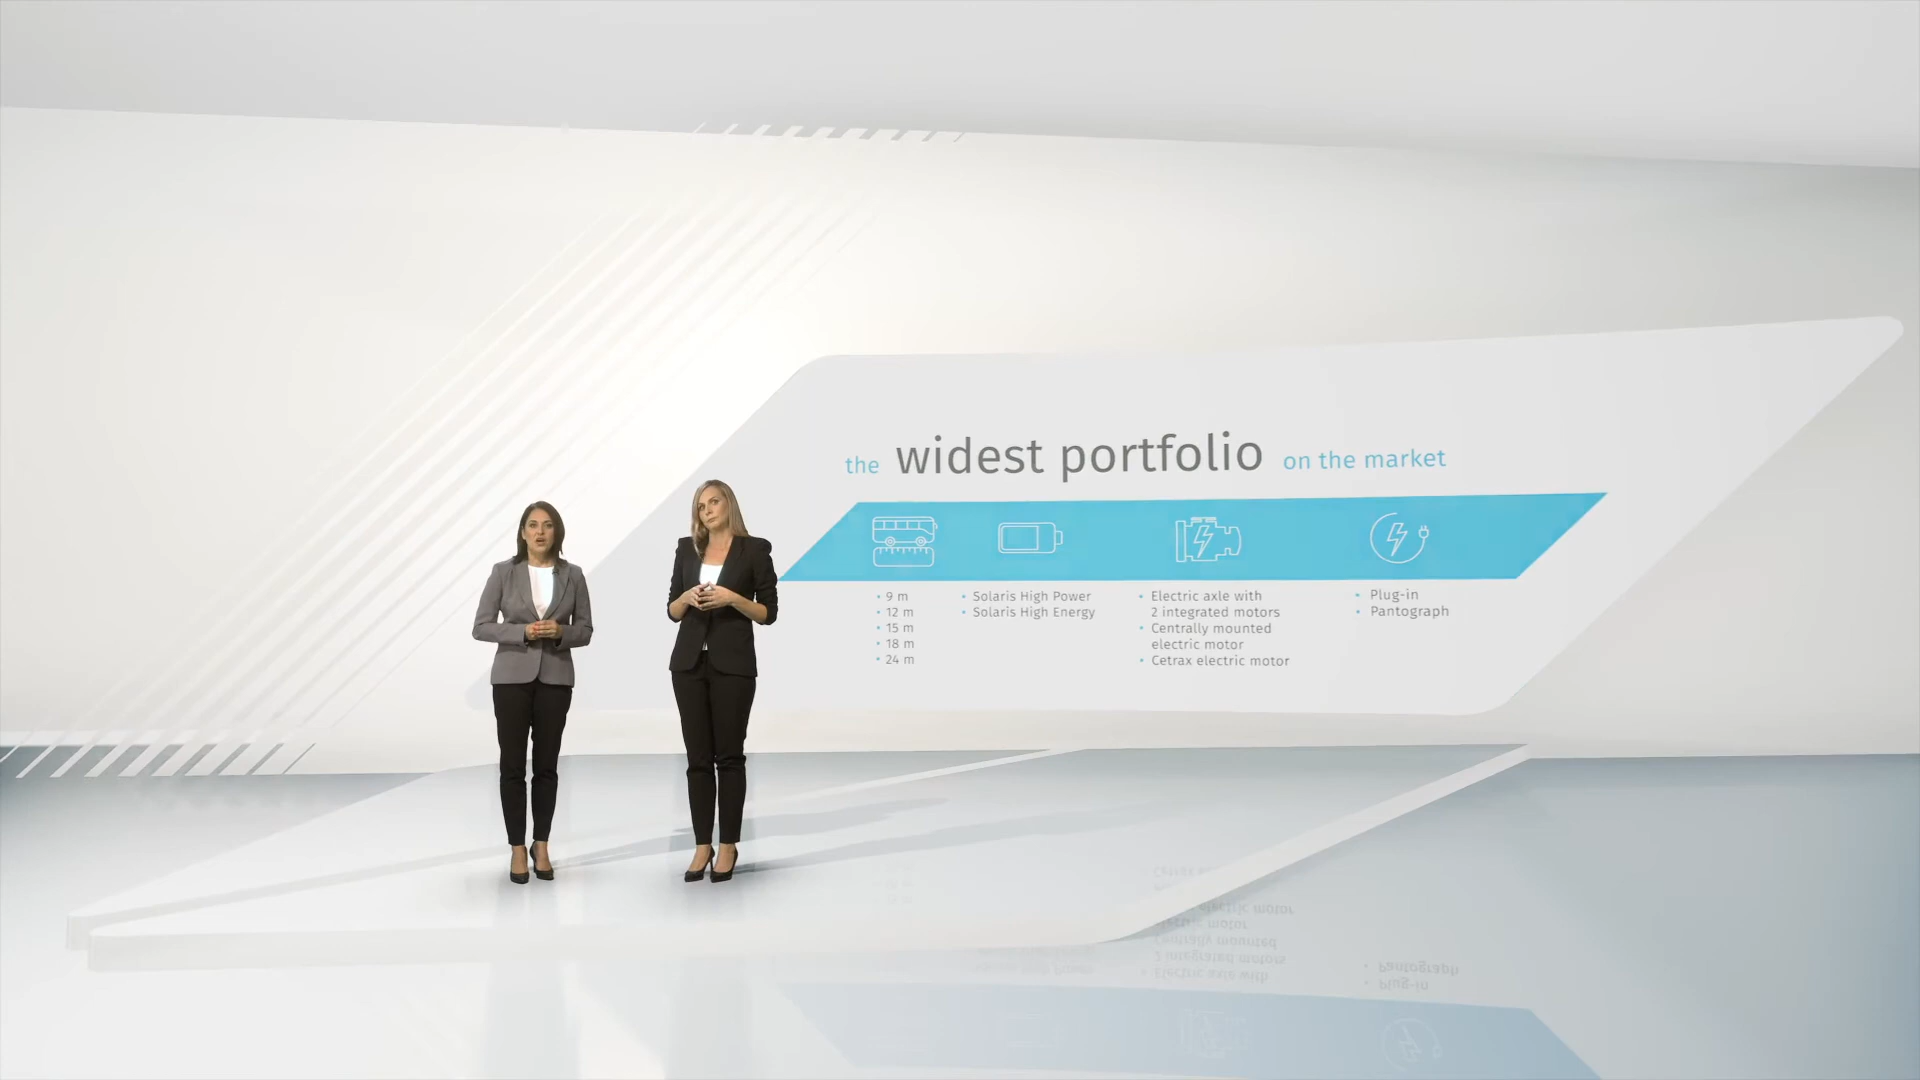 the widest portfolio on the market
• 9 m
• 12 m
• 15 m
• 18 m
• 24 m
• Solaris High Power
• Solaris High Energy
• Electric axle with
2 integrated motors
• Centrally mounted
electric motor
• Cetrax electric motor
• Plug-in
• Pantograph